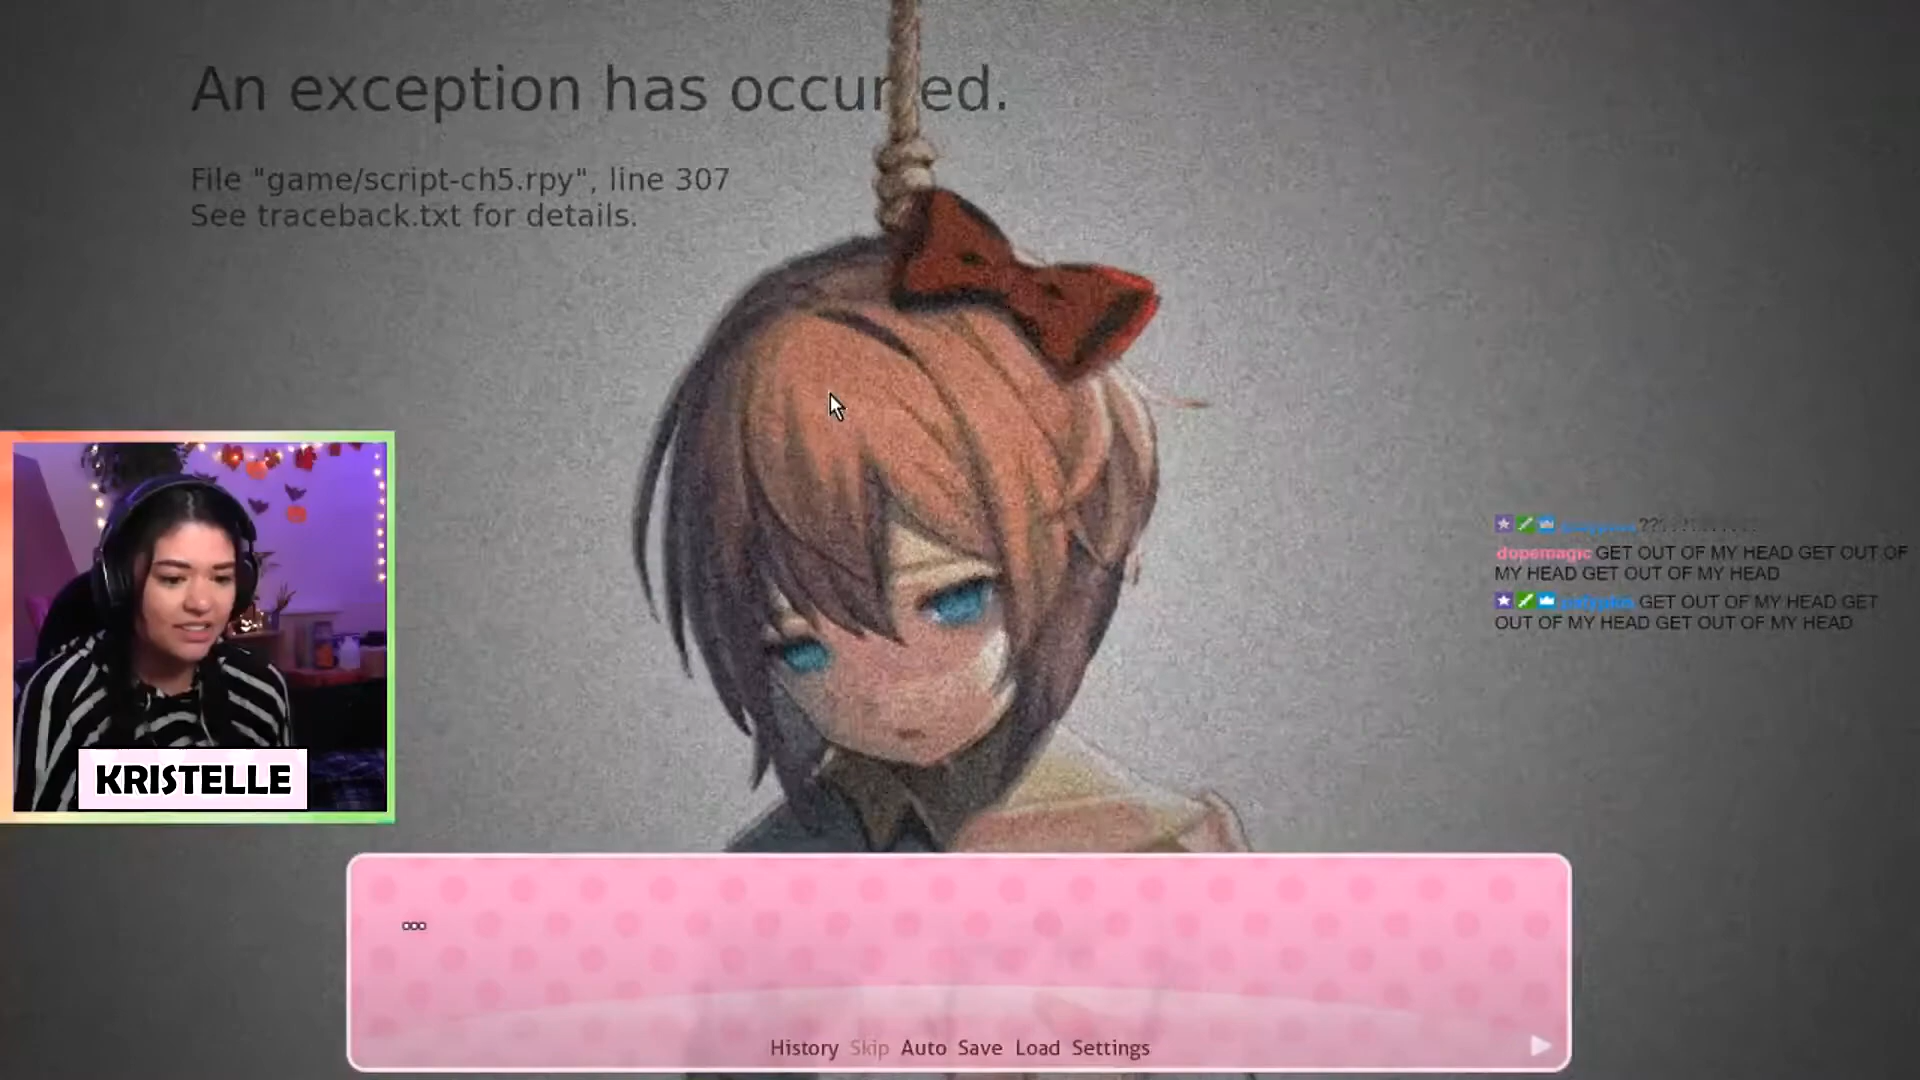 An exception has occurred.
File "game/script-ch5.rpy", line 307
See traceback.txt for details.
??
dopemagic GET OUT OF MY HEAD GET OUT OF
MY HEAD GET OUT OF MY HEAD
GET OUT OF MY HEAD GET
OUT OF MY HEAD GET OUT OF MY HEAD
KRISTELLE
...
History Skip Auto Save Load Settings